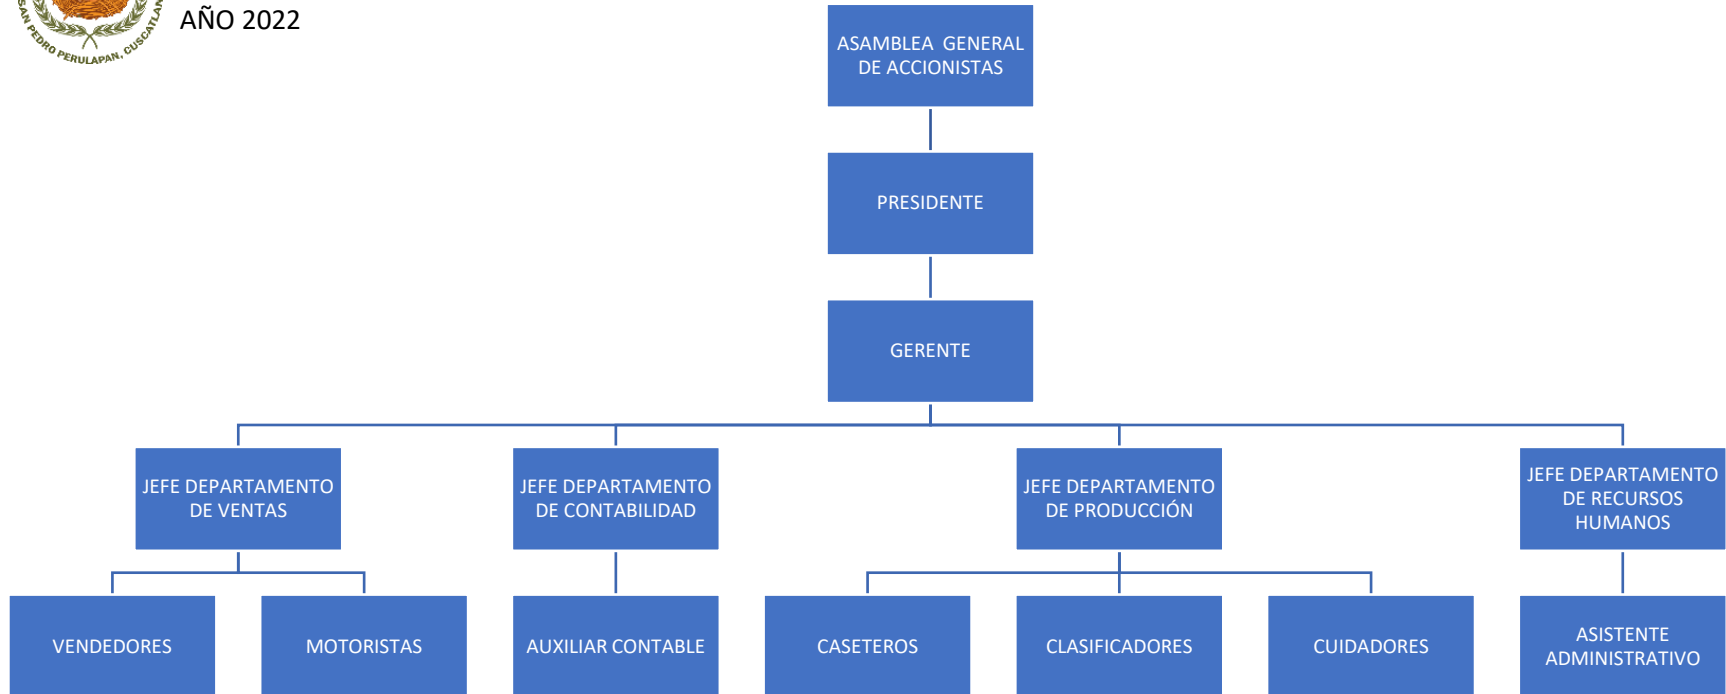 SAN PEDRO PERULAPAN, CUSCATLAN
AÑO 2022
ASAMBLEA GENERAL
DE ACCIONISTAS
PRESIDENTE
GERENTE
JEFE DEPARTAMENTO
DE VENTAS
JEFE DEPARTAMENTO
DE CONTABILIDAD
JEFE DEPARTAMENTO
DE PRODUCCIÓN
JEFE DEPARTAMENTO
DE RECURSOS
HUMANOS
VENDEDORES
MOTORISTAS
AUXILIAR CONTABLE
CASETEROS
CLASIFICADORES
CUIDADORES
ASISTENTE
ADMINISTRATIVO